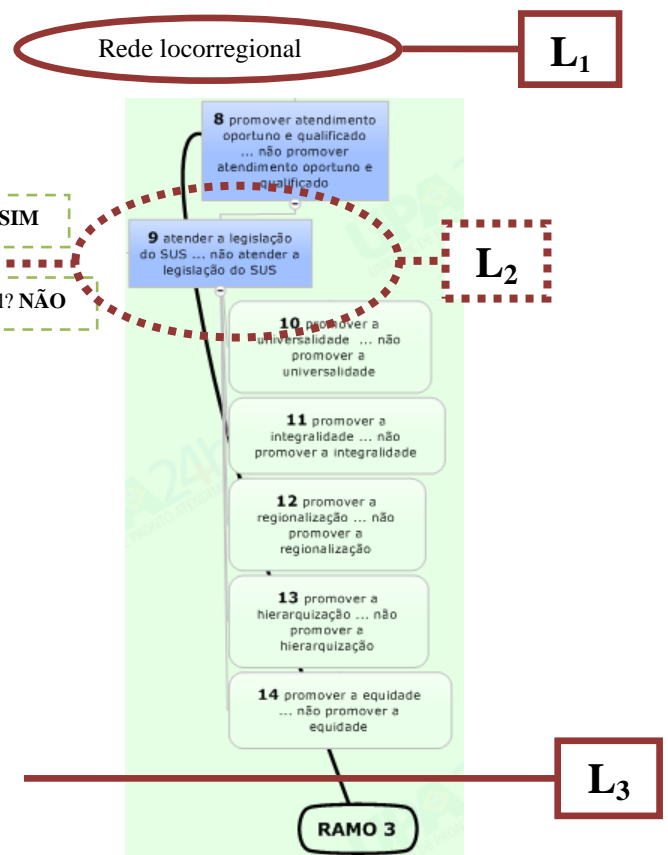 Rede locorregional
L1
8 promover atendimento
oportuno e qualificado
... não promover
atendimento oportuno e
qualificado
SIM
9 atender a legislação
do SUS ... não atender a
legislação do SUS
L2
? NÃO
10 promover a
universalidade ... não
promover a
universalidade
11 promover a
integralidade ... não
promover a integralidade
12 promover a
regionalização ... não
promover a
regionalização
13 promover a
hierarquização ... não
promover a
hierarquização
14 promover a equidade
... não promover a
equidade
L3
RAMO 3